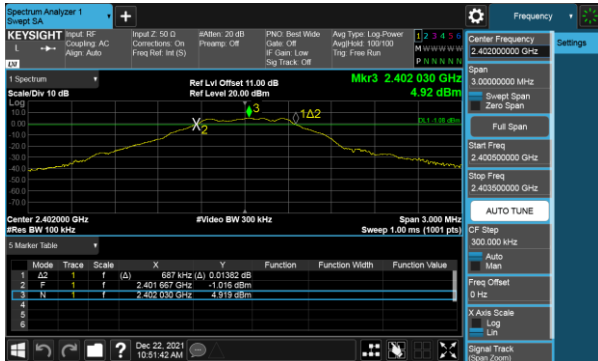 Spectrum Analyzer 1
Swept SA
+
Frequency
KEYSIGHT
L
LXI
Input: RF
Coupling: AC
Align: Auto
Input Z: 50 Ω
Corrections: On
Freq Ref: Int (S)
#Atten: 20 dB
Preamp: Off
PNO: Best Wide
Gate: Off
IF Gain: Low
Sig Track: Off
Avg Type: Log-Power
Avg|Hold: 100/100
Trig: Free Run
1 2 3 4 5 6
M W W W W W
P N N N N N
1 Spectrum
Scale/Div 10 dB
Ref Lvl Offset 11.00 dB
Ref Level 20.00 dBm
Mkr3 2.402 030 GHz
4.92 dBm
Log
10.0
0.00
-10.0
-20.0
-30.0
-40.0
-50.0
-60.0
-70.0
X2
3
1Δ2
DL1 -1.08 dBm
Center 2.402000 GHz
#Res BW 100 kHz
#Video BW 300 kHz
Span 3.000 MHz
Sweep 1.00 ms (1001 pts)
5 Marker Table
Mode Trace Scale X Y Function Function Width Function Value
1 Δ2 1 f (Δ) 687 kHz (Δ) 0.01382 dB
2 F 1 f 2.401 667 GHz -1.016 dBm
3 N 1 f 2.402 030 GHz 4.919 dBm
4
5
6
Dec 22, 2021
10:51:42 AM
?
Center Frequency
2.402000000 GHz
Span
3.00000000 MHz
Swept Span
Zero Span
Full Span
Start Freq
2.400500000 GHz
Stop Freq
2.403500000 GHz
AUTO TUNE
CF Step
300.000 kHz
Auto
Man
Freq Offset
0 Hz
X Axis Scale
Log
Lin
Signal Track
(Span Zoom)
Settings